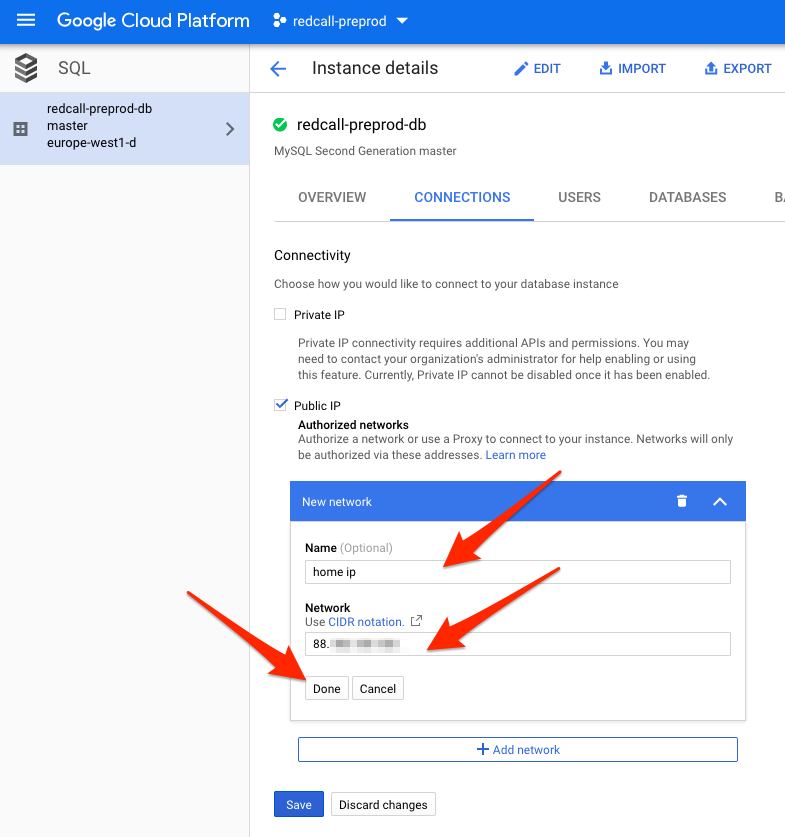 Google Cloud Platform
redcall-preprod
SQL
Instance details
EDIT
IMPORT
EXPORT
redcall-preprod-db
master
europe-west1-d
redcall-preprod-db
MySQL Second Generation master
OVERVIEW
CONNECTIONS
USERS
DATABASES
Connectivity
Choose how you would like to connect to your database instance
Private IP
Private IP connectivity requires additional APIs and permissions. You may
need to contact your organization's administrator for help enabling or using
this feature. Currently, Private IP cannot be disabled once it has been enabled.
Public IP
Authorized networks
Authorize a network or use a Proxy to connect to your instance. Networks will only
be authorized via these addresses. Learn more
New network
Name (Optional)
home ip
Network
Use CIDR notation.
88.
Done
Cancel
Add network
Save
Discard changes